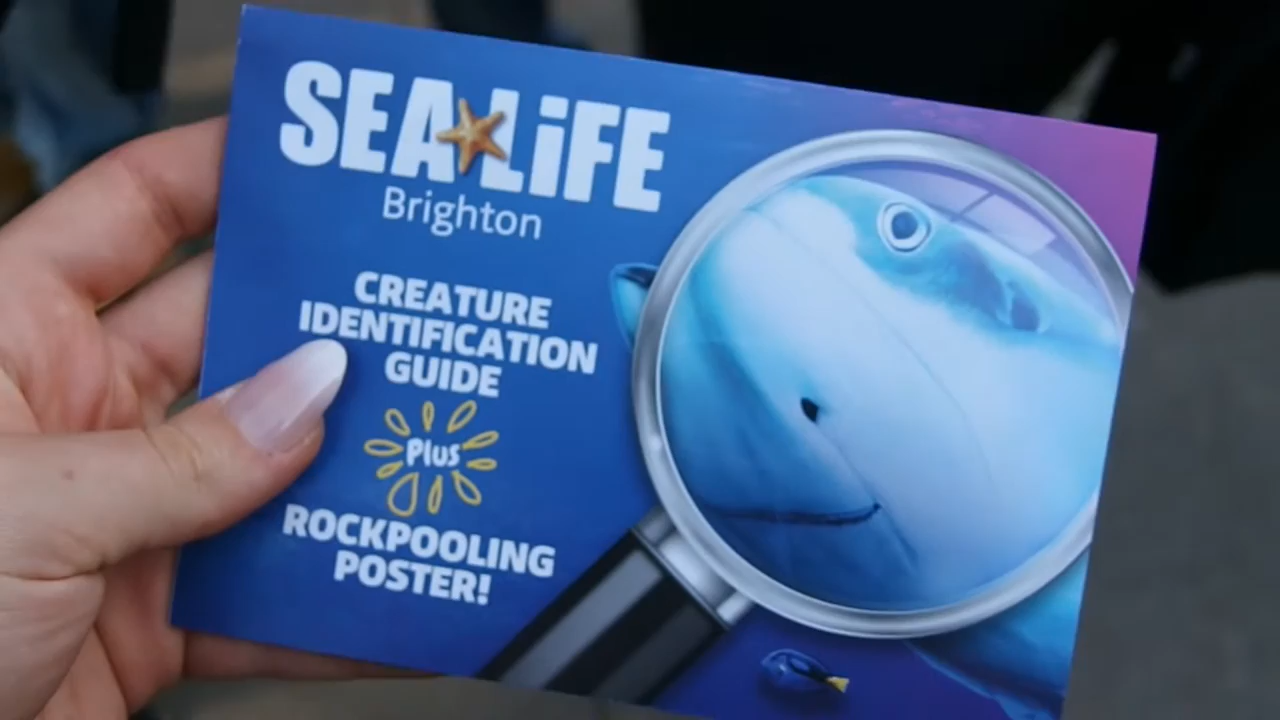 SEA LiFE
Brighton
CREATURE
IDENTIFICATION
GUIDE
Plus
ROCKPOOLING
POSTER!